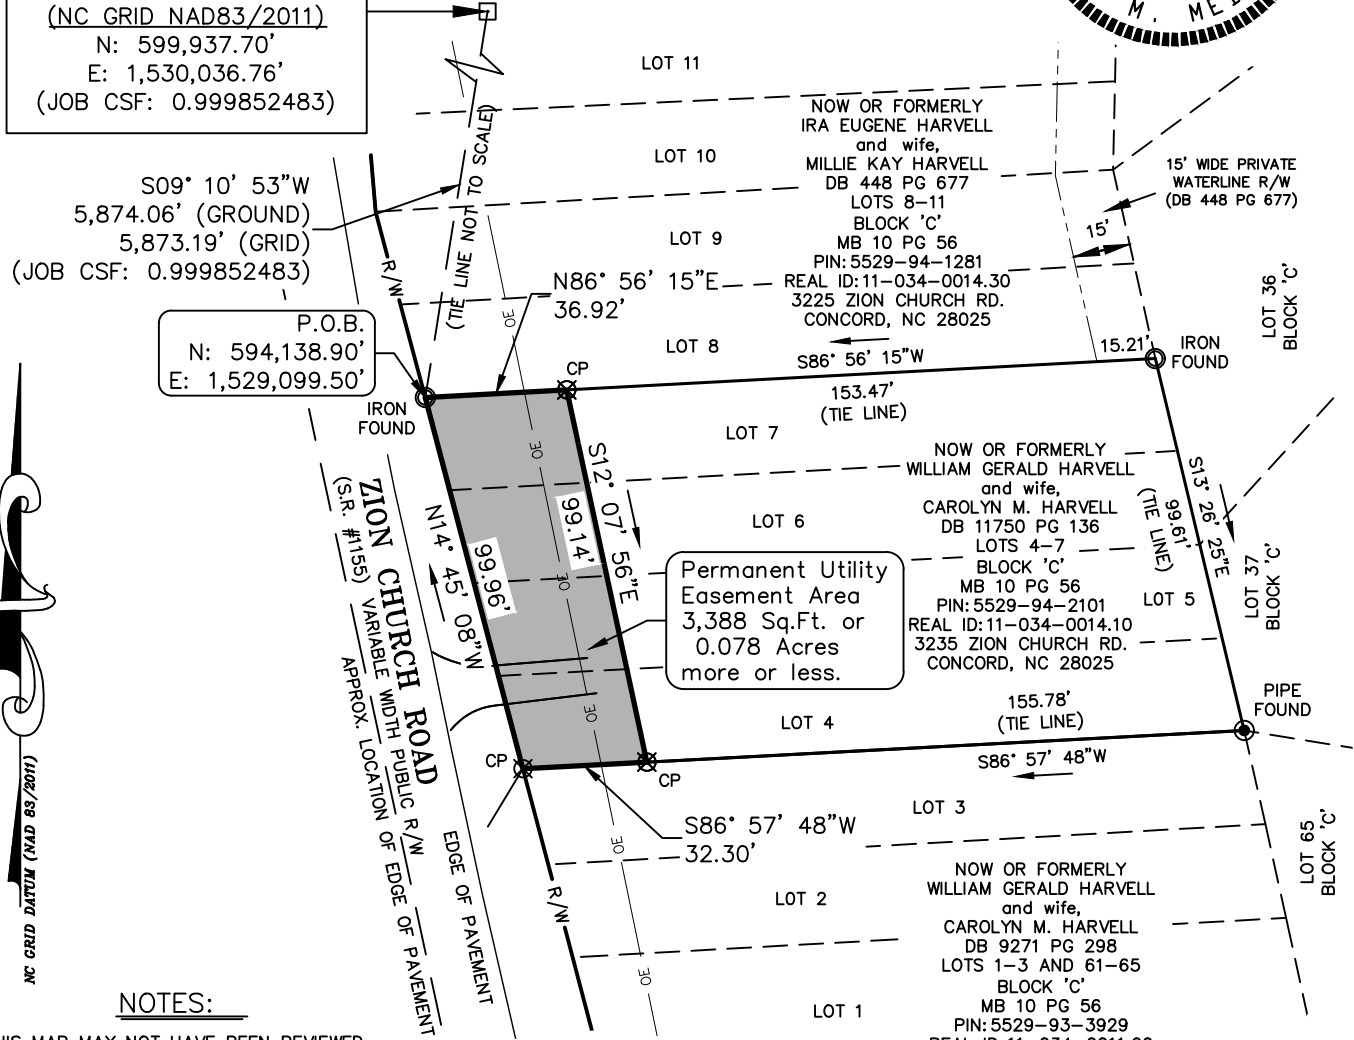 (NC GRID NAD83/2011)
N: 599,937.70'
E: 1,530,036.76'
(JOB CSF: 0.999852483)
M. MED
LOT 11
S09° 10' 53"W
5,874.06' (GROUND)
5,873.19' (GRID)
(JOB CSF: 0.999852483)
(TIE LINE NOT TO SCALE)
LOT 10
LOT 9
NOW OR FORMERLY
IRA EUGENE HARVELL
and wife,
MILLIE KAY HARVELL
DB 448 PG 677
LOTS 8-11
BLOCK 'C'
MB 10 PG 56
PIN:5529-94-1281
REAL ID:11-034-0014.30
3225 ZION CHURCH RD.
CONCORD, NC 28025
15' WIDE PRIVATE
WATERLINE R/W
(DB 448 PG 677)
15'
R/W
N86° 56' 15"E
36.92'
LOT 36
BLOCK 'C'
P.O.B.
N: 594,138.90'
E: 1,529,099.50'
OE
LOT 8
S86° 56' 15"W
15.21'
IRON
FOUND
CP
153.47'
(TIE LINE)
IRON
FOUND
LOT 7
OE
S12° 07' 56"E
99.14'
NOW OR FORMERLY
WILLIAM GERALD HARVELL
and wife,
CAROLYN M. HARVELL
DB 11750 PG 136
LOTS 4-7
BLOCK 'C'
MB 10 PG 56
PIN:5529-94-2101
REAL ID:11-034-0014.10
3235 ZION CHURCH RD.
CONCORD, NC 28025
S13° 26' 25"E
99.61'
(TIE LINE)
LOT 6
LOT 5
LOT 37
BLOCK 'C'
ZION CHURCH ROAD
(S.R. #1155) VARIABLE WIDTH PUBLIC R/W
APPROX. LOCATION OF EDGE OF PAVEMENT
N14° 45' 08"W
99.96'
OE
Permanent Utility
Easement Area
3,388 Sq.Ft. or
0.078 Acres
more or less.
OE
LOT 4
155.78'
(TIE LINE)
PIPE
FOUND
CP
CP
S86° 57' 48"W
LOT 3
S86° 57' 48"W
32.30'
OE
EDGE OF PAVEMENT
R/W
LOT 2
LOT 65
BLOCK 'C'
NOW OR FORMERLY
WILLIAM GERALD HARVELL
and wife,
CAROLYN M. HARVELL
DB 9271 PG 298
LOTS 1-3 AND 61-65
BLOCK 'C'
MB 10 PG 56
PIN:5529-93-3929
OE
LOT 1
NC GRID DATUM (NAD 83/2011)
NOTES:
MAP MAY NOT HAVE BEEN REVIEWED